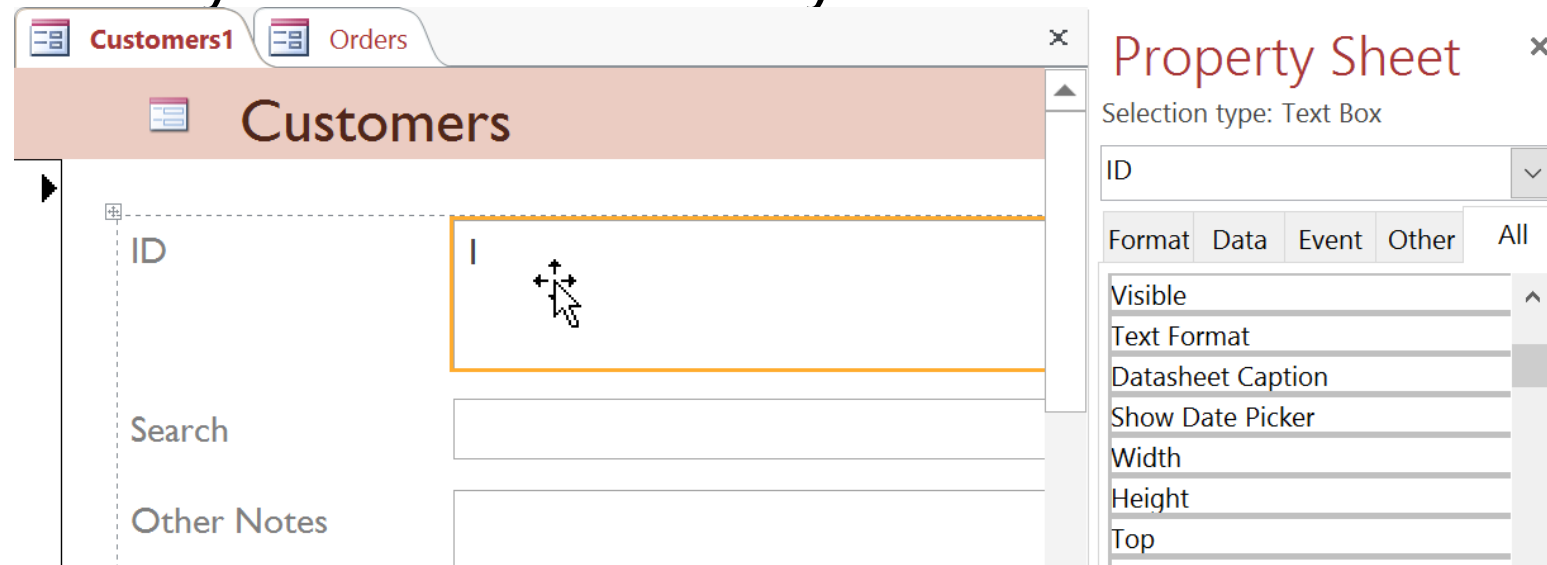 Customers1 Orders
Customers
ID
Search
Other Notes
Property Sheet
Selection type: Text Box
ID
Format Data Event Other All
Visible
Text Format
Datasheet Caption
Show Date Picker
Width
Height
Top